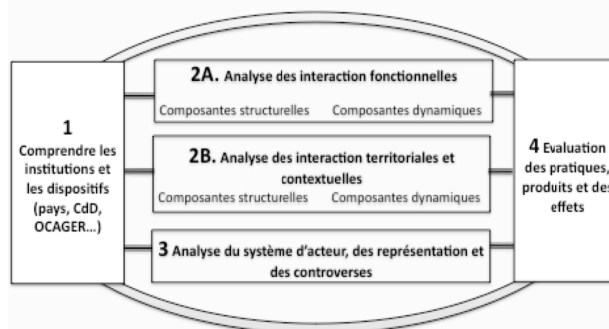 1
Comprendre les
institutions et
les dispositifs
(pays, CdD,
OCAGER...)
2A. Analyse des interaction fonctionnelles
Composantes structurelles Composantes dynamiques
2B. Analyse des interaction territoriales et
contextuelles
Composantes structurelles Composantes dynamiques
3 Analyse du système d'acteur, des représentation et
des controverses
4 Evaluation
des pratiques,
produits et des
effets